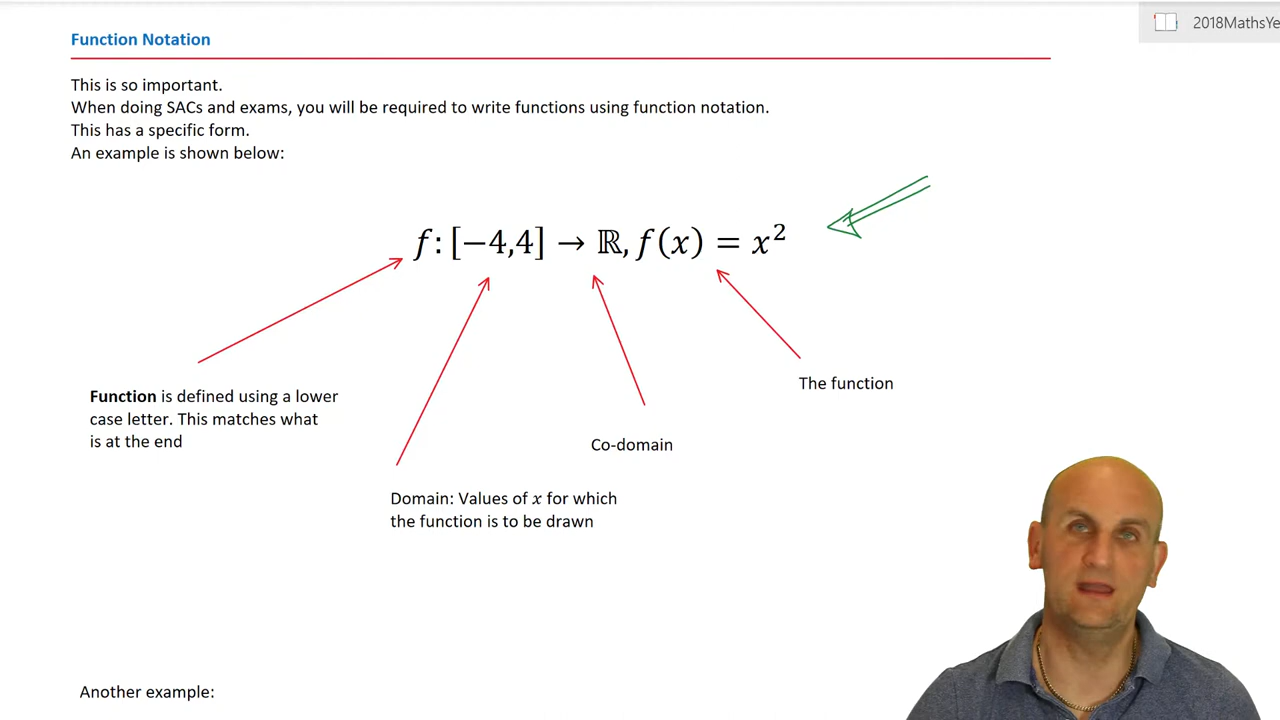 2018MathsYe
Function Notation
This is so important.
When doing SACs and exams, you will be required to write functions using function notation.
This has a specific form.
An example is shown below:
f: [−4,4] → ℝ, f(x) = x²
The function
Function is defined using a lower
case letter. This matches what
is at the end
Co-domain
Domain: Values of x for which
the function is to be drawn
Another example: